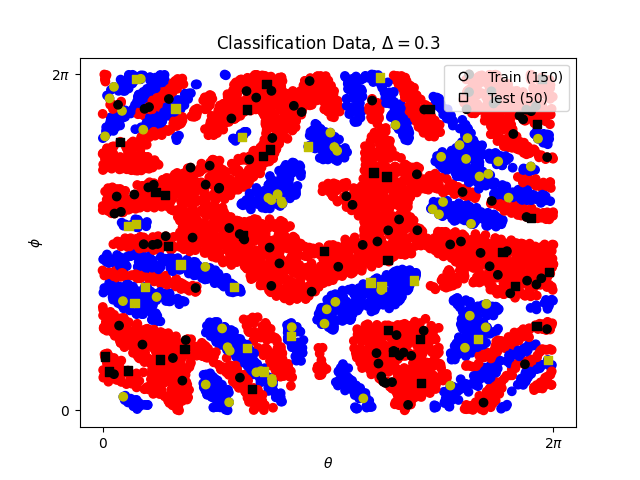 Classification Data, Δ = 0.3
2π
Train (150)
Test (50)
ϕ
0
0
2π
θ